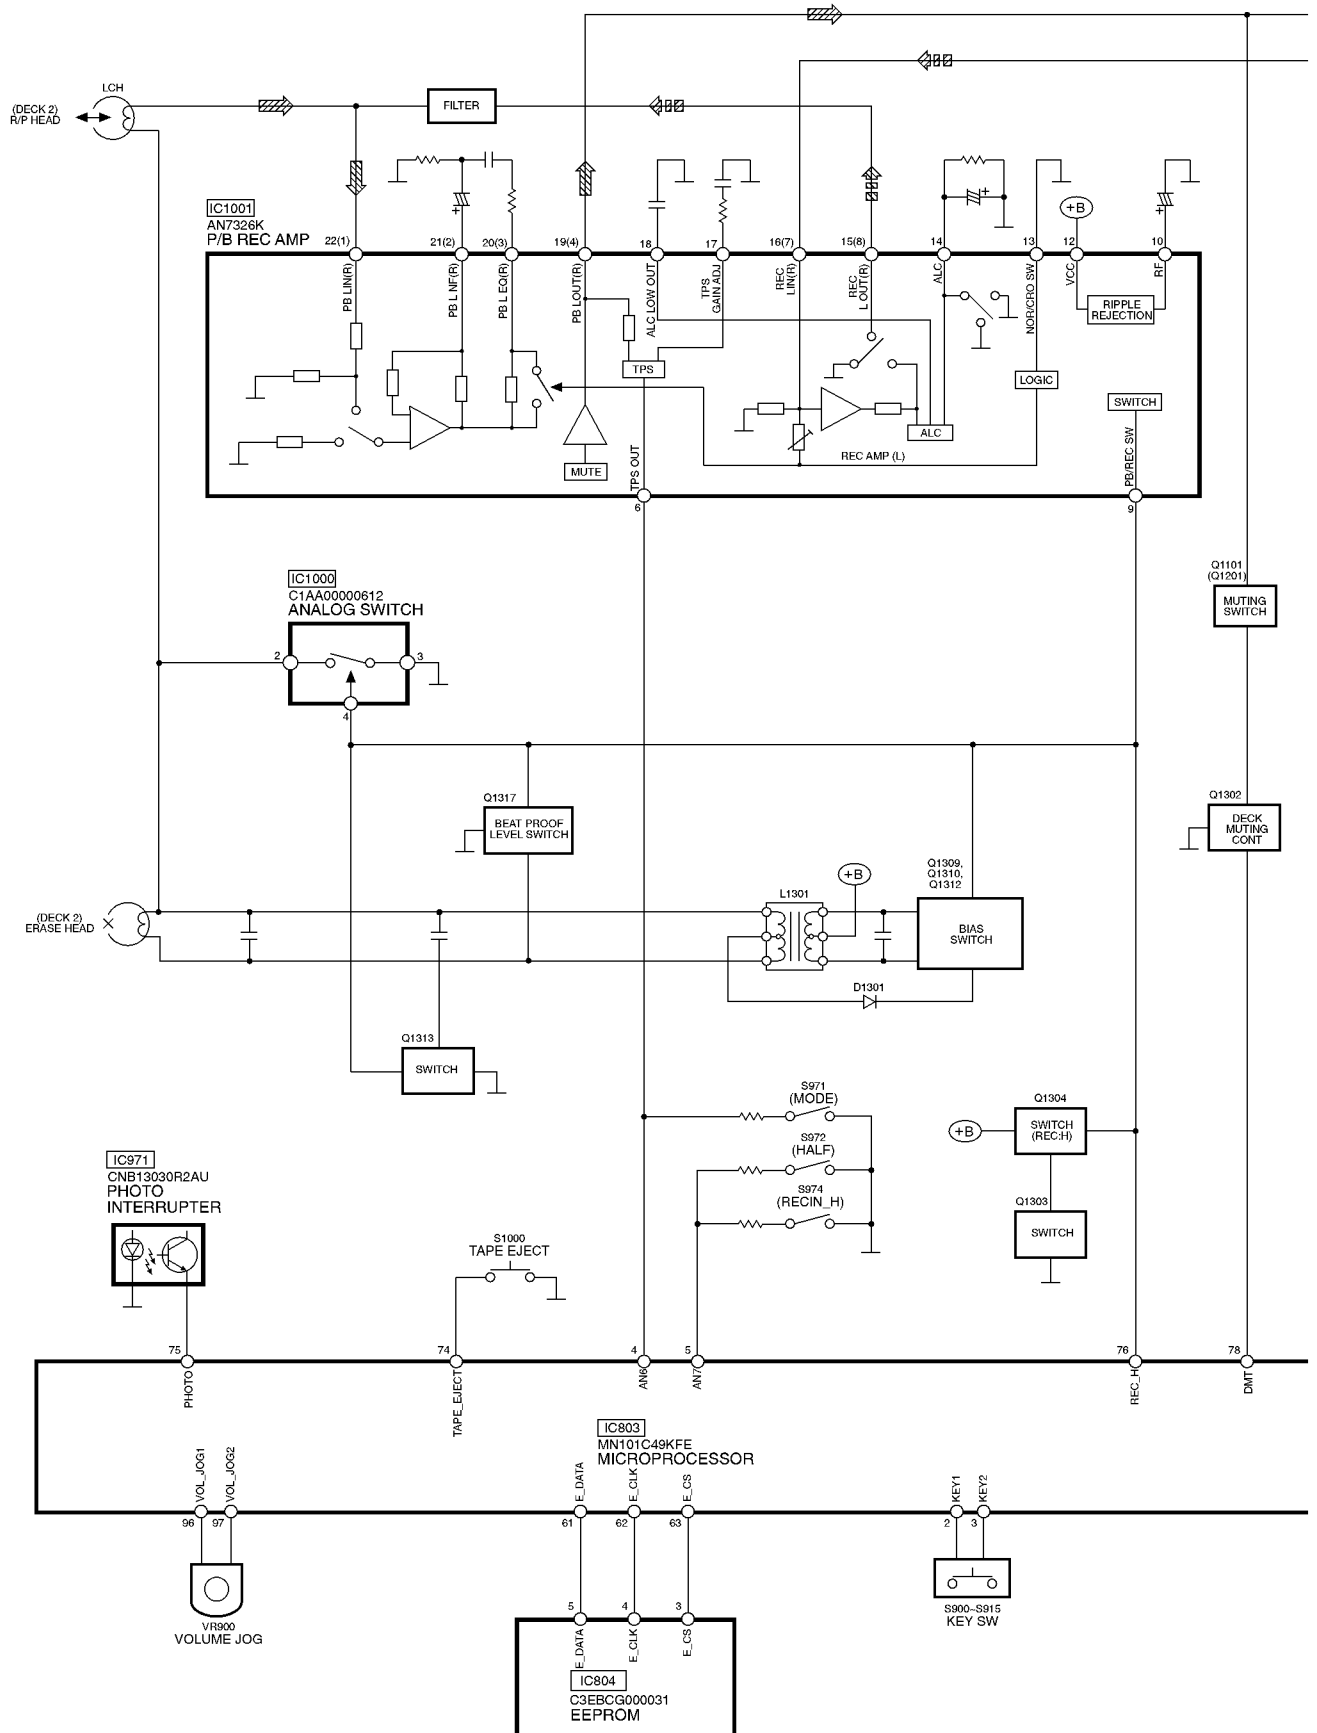 LCH
(DECK 2)
R/P HEAD
FILTER
IC1001
AN7326K
P/B REC AMP
22(1)
21(2)
20(3)
19(4)
18
17
16(7)
15(8)
14
13
+B
12
10
PB LIN(R)
PB L NF(R)
PB L EQ(R)
PB LOUT(R)
ALC LOW OUT
TPS
GAIN ADJ
REC
LIN(R)
REC
L OUT(R)
ALC
NOR/CRO SW
VCC
RF
RIPPLE
REJECTION
TPS
LOGIC
SWITCH
ALC
MUTE
REC AMP (L)
TPS OUT
PB/REC SW
6
9
IC1000
C1AA00000612
ANALOG SWITCH
2
3
4
Q1101
(Q1201)
MUTING
SWITCH
Q1317
BEAT PROOF
LEVEL SWITCH
Q1302
DECK
MUTING
CONT
(DECK 2)
ERASE HEAD
L1301
+B
Q1309,
Q1310,
Q1312
BIAS
SWITCH
D1301
Q1313
SWITCH
S971
(MODE)
S972
(HALF)
S974
(RECIN_H)
+B
Q1304
SWITCH
(REC:H)
Q1303
SWITCH
IC971
CNB13030R2AU
PHOTO
INTERRUPTER
S1000
TAPE EJECT
75
74
4
5
76
78
PHOTO
TAPE_EJECT
AN6
AN7
REC_H
DMT
IC803
MN101C49KFE
MICROPROCESSOR
VOL_JOG1
VOL_JOG2
E_DATA
E_CLK
E_CS
KEY1
KEY2
96
97
61
62
63
2
3
VR900
VOLUME JOG
S900~S915
KEY SW
5
4
3
E_DATA
E_CLK
E_CS
IC804
C3EBCG000031
EEPROM